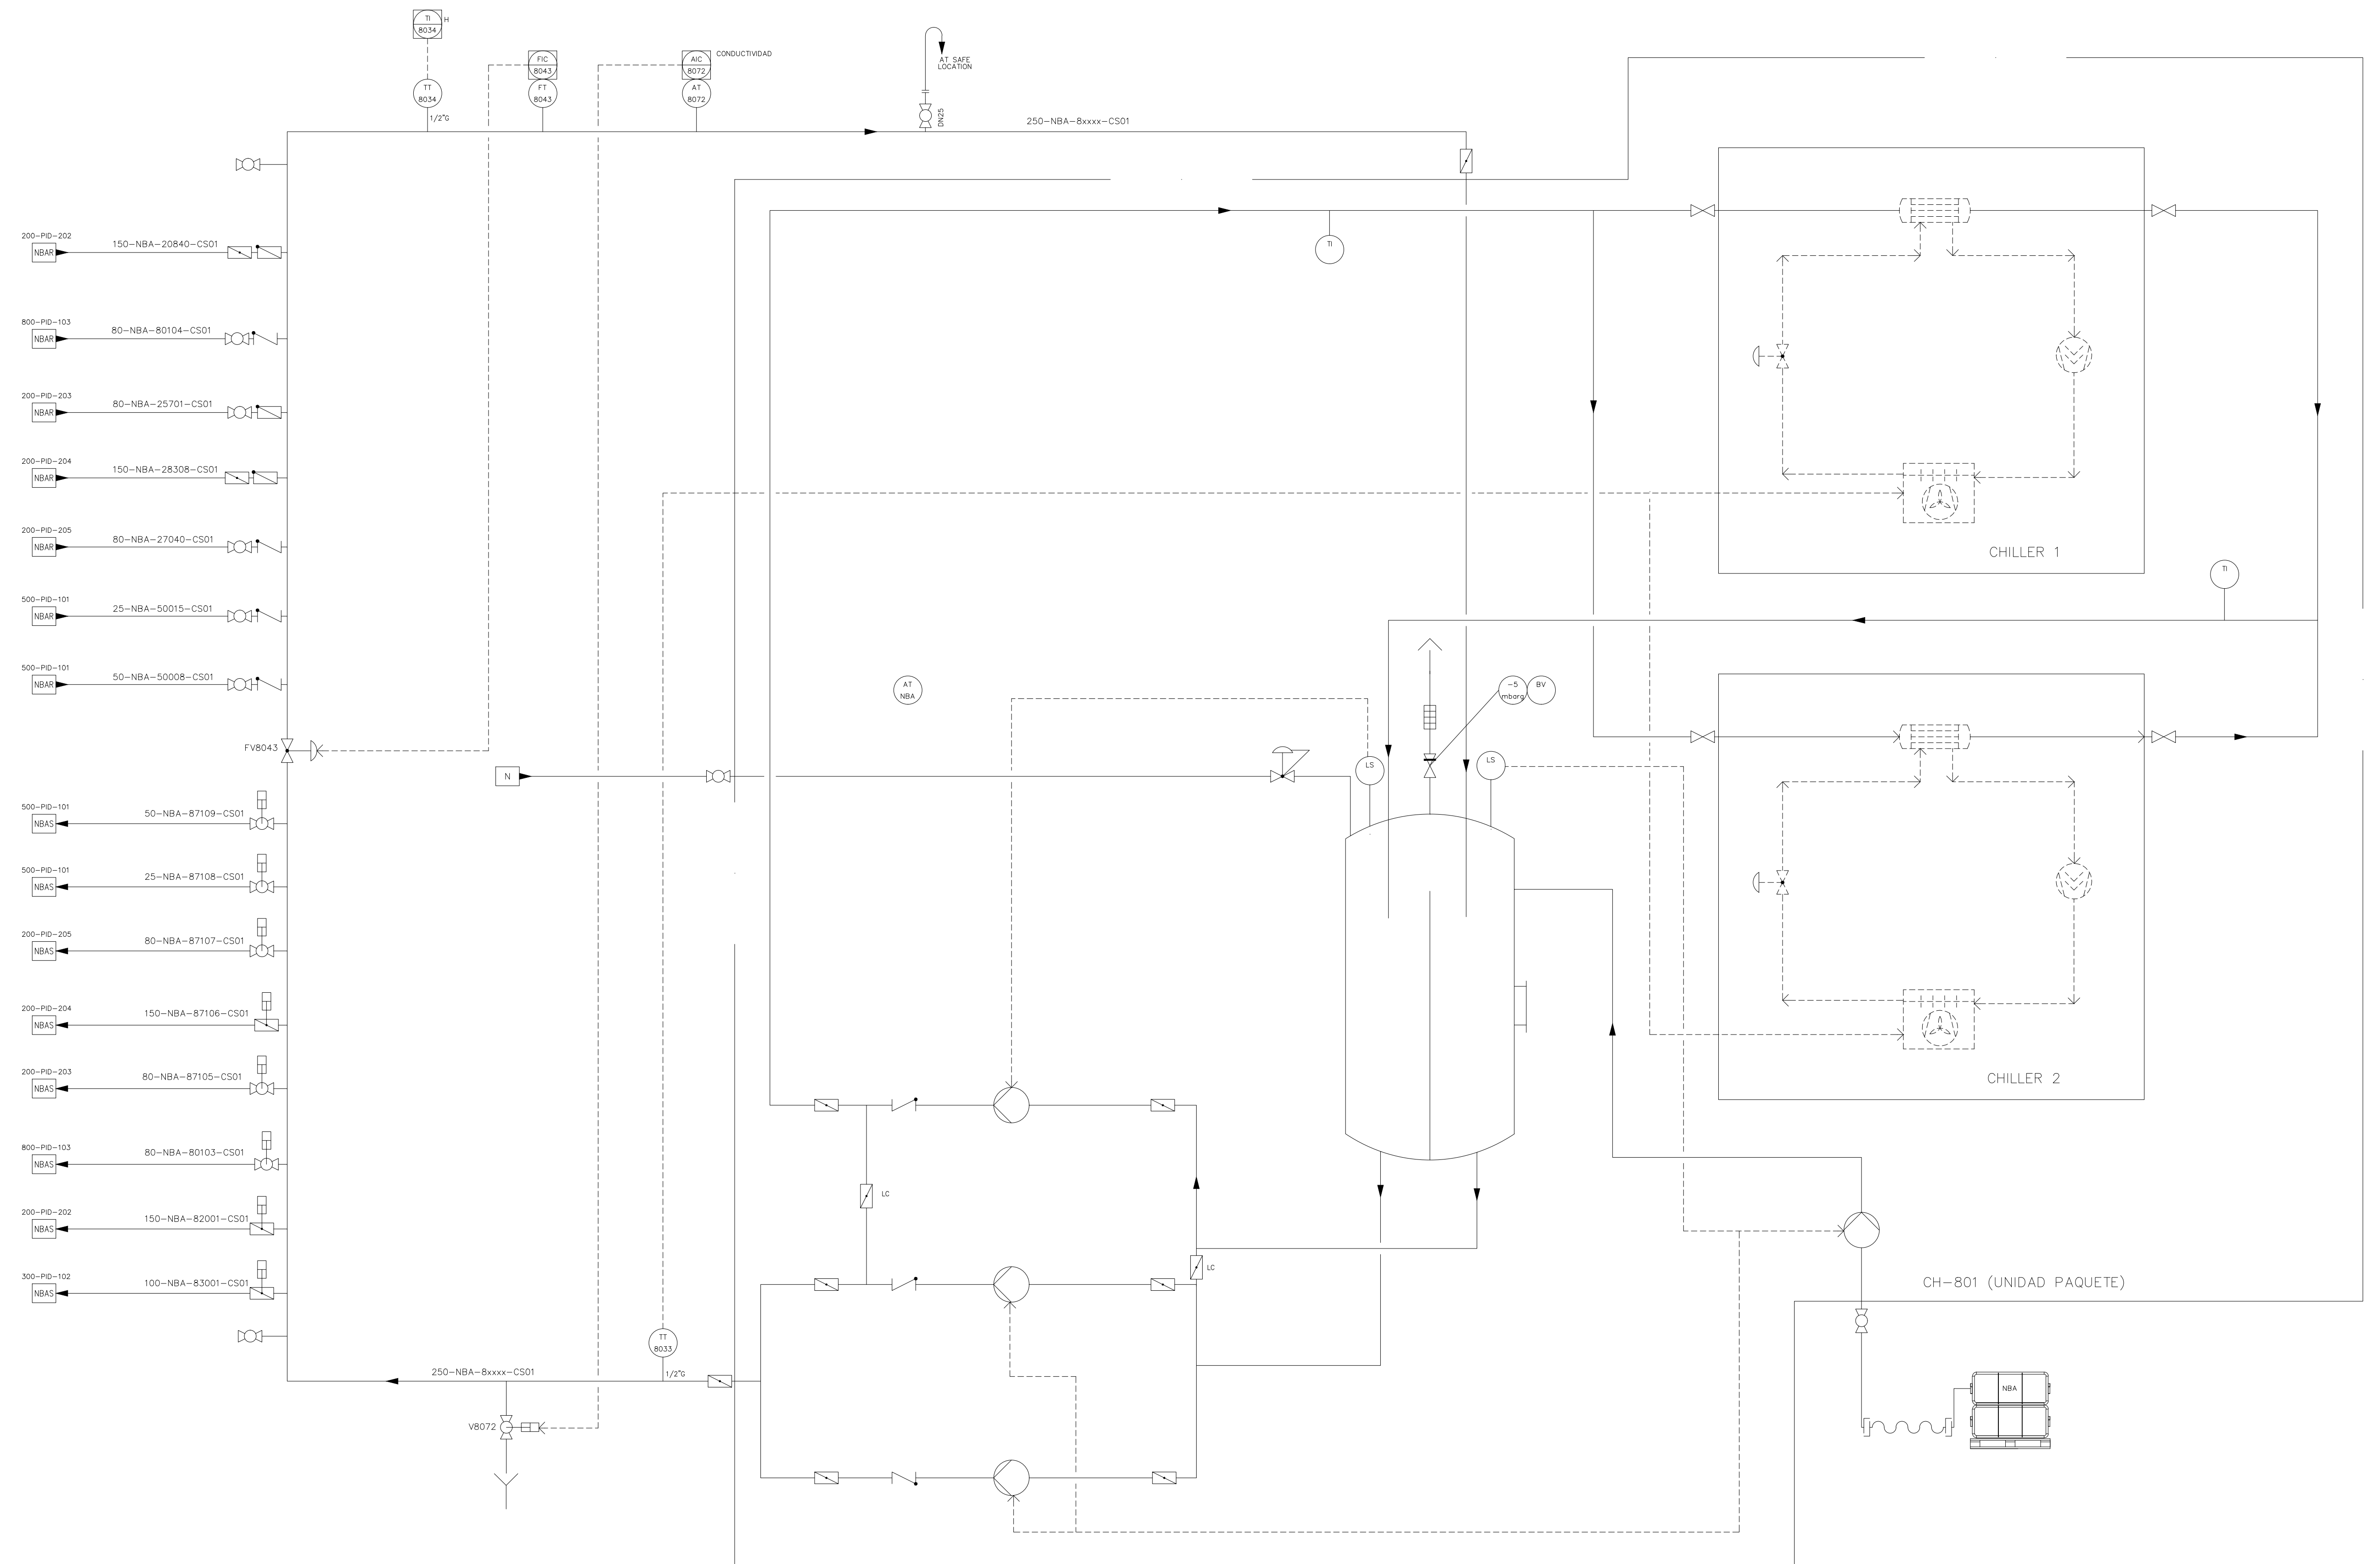 TI
8034
H
TT
8034
1/2"G
FIC
8043
FT
8043
AIC
8072
CONDUCTIVIDAD
AT
8072
AT SAFE
LOCATION
DN25
250-NBA-8xxxx-CS01
200-PID-202
NBAR
150-NBA-20840-CS01
800-PID-103
NBAR
80-NBA-80104-CS01
200-PID-203
NBAR
80-NBA-25701-CS01
200-PID-204
NBAR
150-NBA-28308-CS01
200-PID-205
NBAR
80-NBA-27040-CS01
500-PID-101
NBAR
25-NBA-50015-CS01
500-PID-101
NBAR
50-NBA-50008-CS01
FV8043
500-PID-101
NBAS
50-NBA-87109-CS01
500-PID-101
NBAS
25-NBA-87108-CS01
200-PID-205
NBAS
80-NBA-87107-CS01
200-PID-204
NBAS
150-NBA-87106-CS01
200-PID-203
NBAS
80-NBA-87105-CS01
800-PID-103
NBAS
80-NBA-80103-CS01
200-PID-202
NBAS
150-NBA-82001-CS01
300-PID-102
NBAS
100-NBA-83001-CS01
250-NBA-8xxxx-CS01
V8072
TT
8033
1/2"G
N
AT
NBA
TI
LS
LS
-5
mbarg
BV
LC
LC
CHILLER 1
TI
CHILLER 2
CH-801 (UNIDAD PAQUETE)
NBA